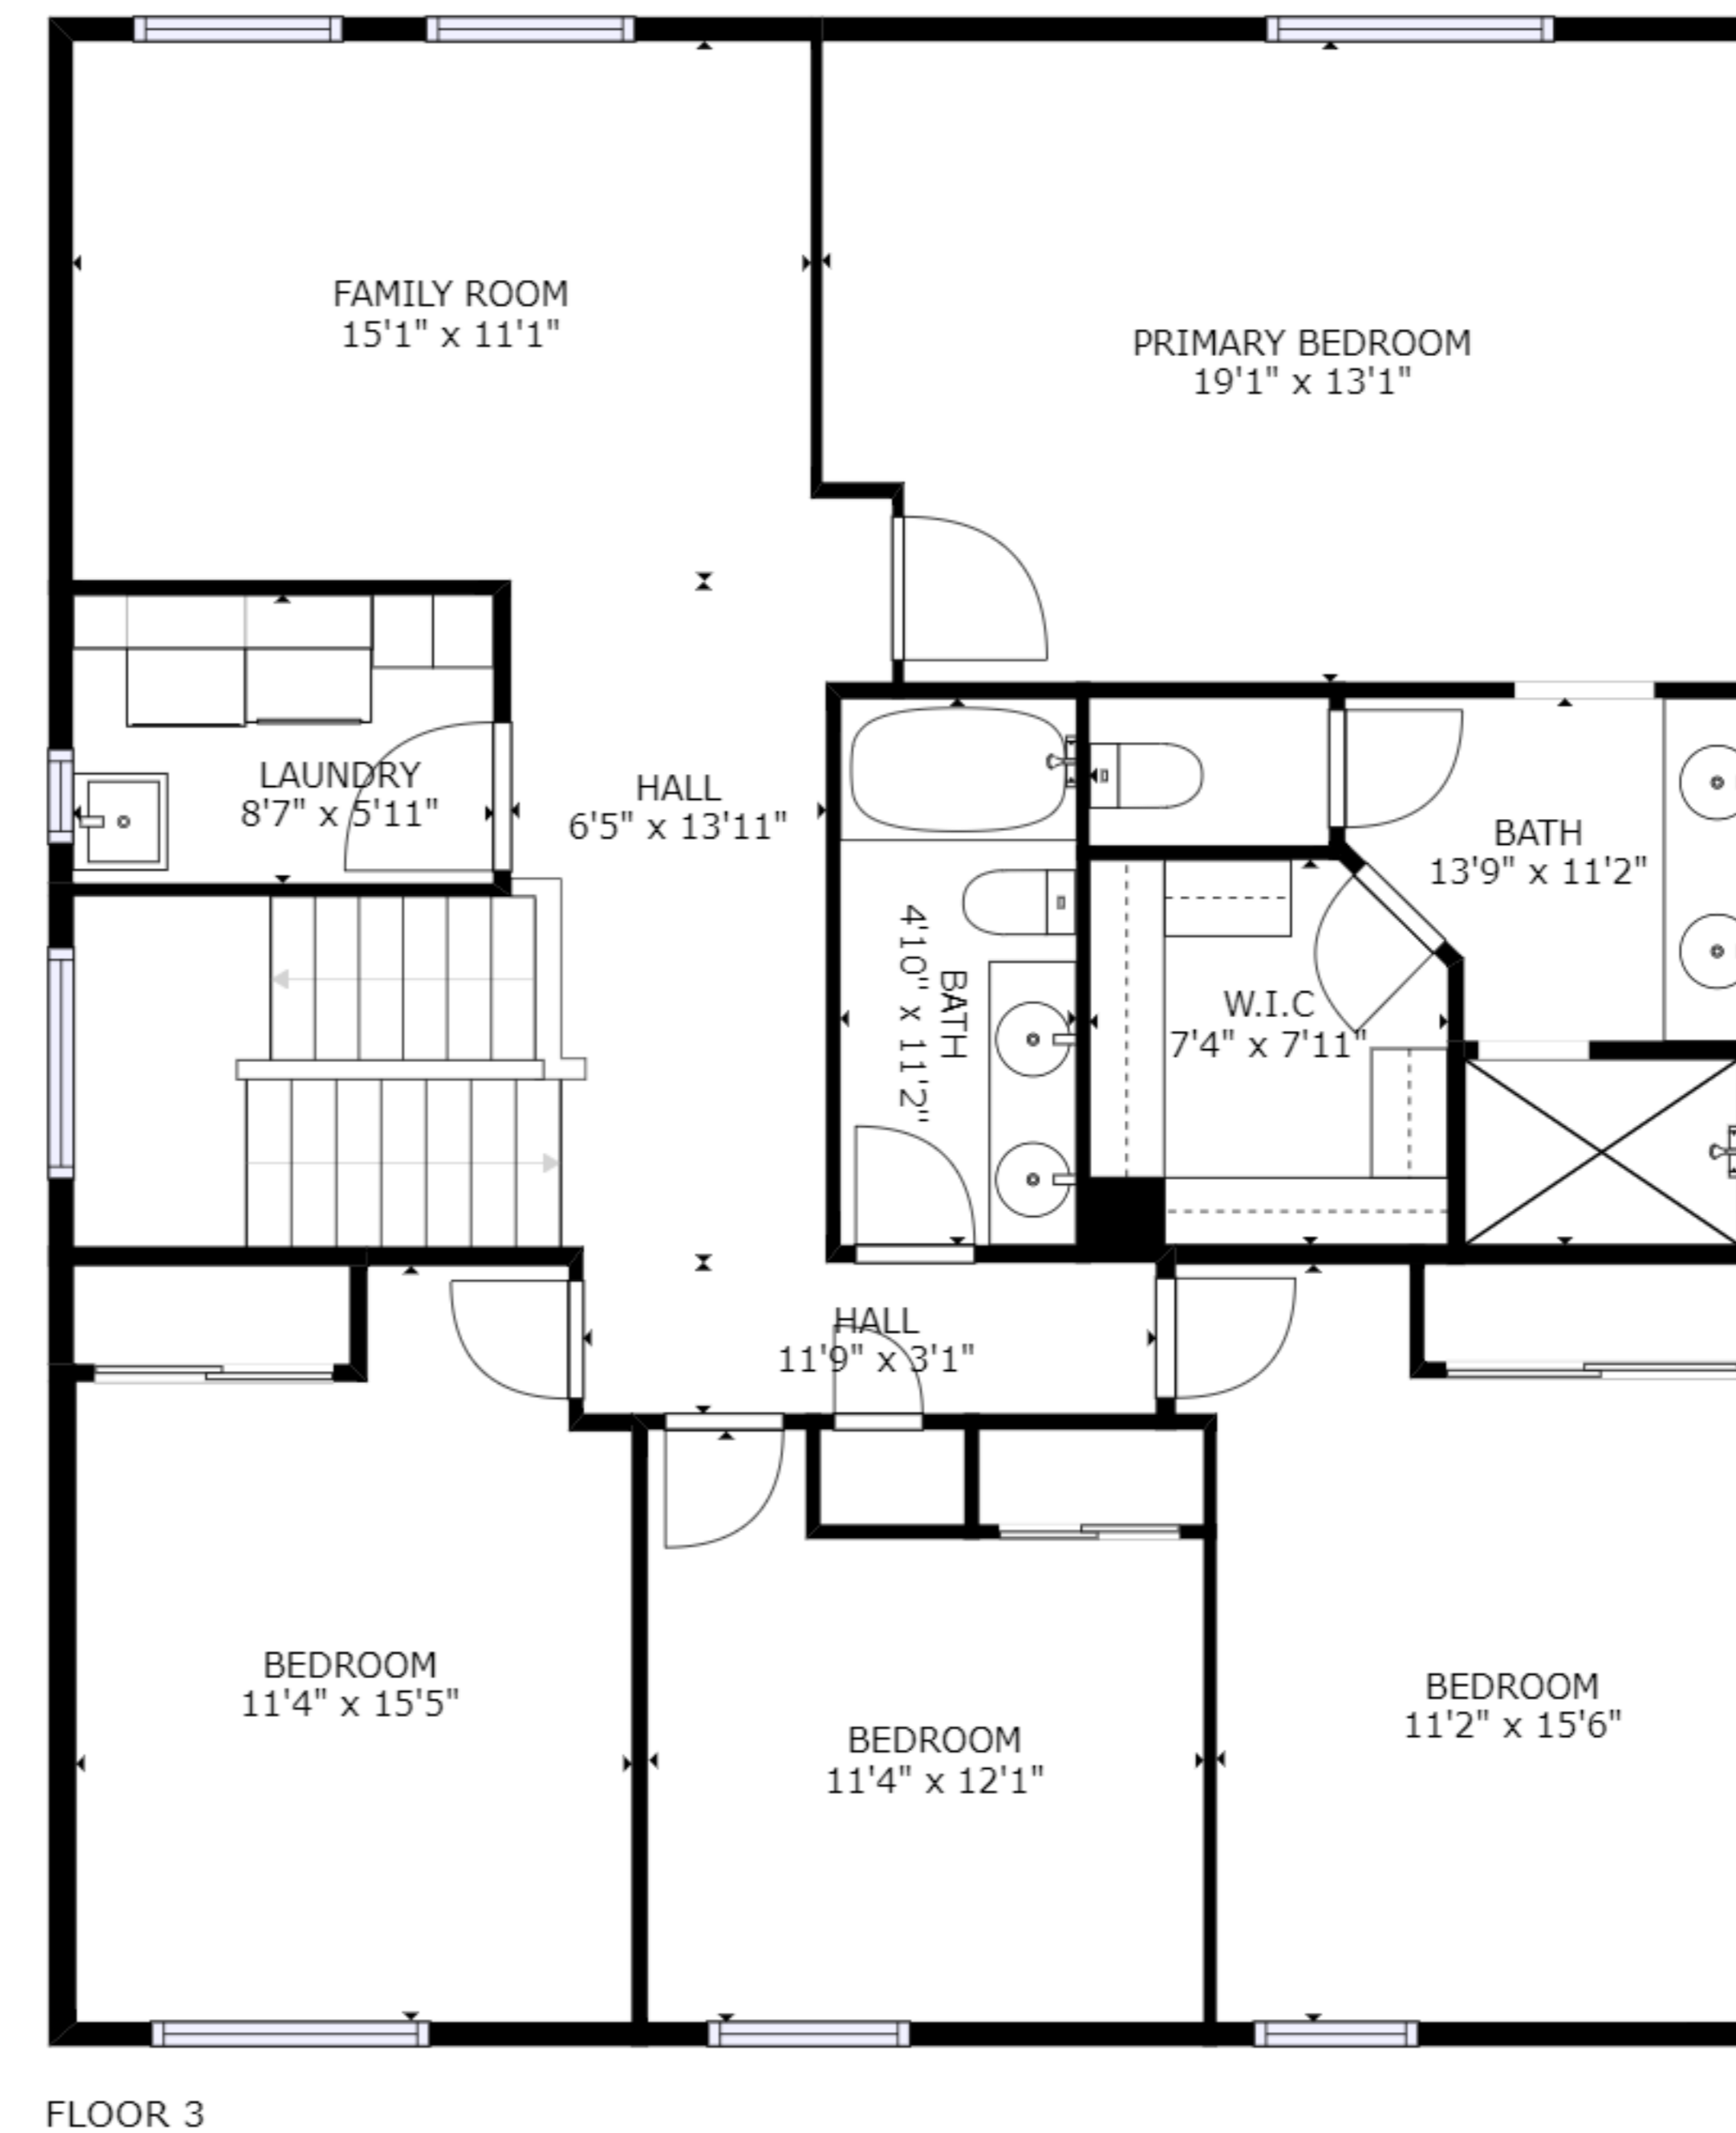 FAMILY ROOM
15'1" x 11'1"
PRIMARY BEDROOM
19'1" x 13'1"
LAUNDRY
8'7" x 5'11"
HALL
6'5" x 13'11"
BATH
13'9" x 11'2"
BATH
4'10" x 11'2"
W.I.C
7'4" x 7'11"
HALL
11'9" x 3'1"
BEDROOM
11'4" x 15'5"
BEDROOM
11'4" x 12'1"
BEDROOM
11'2" x 15'6"
FLOOR 3